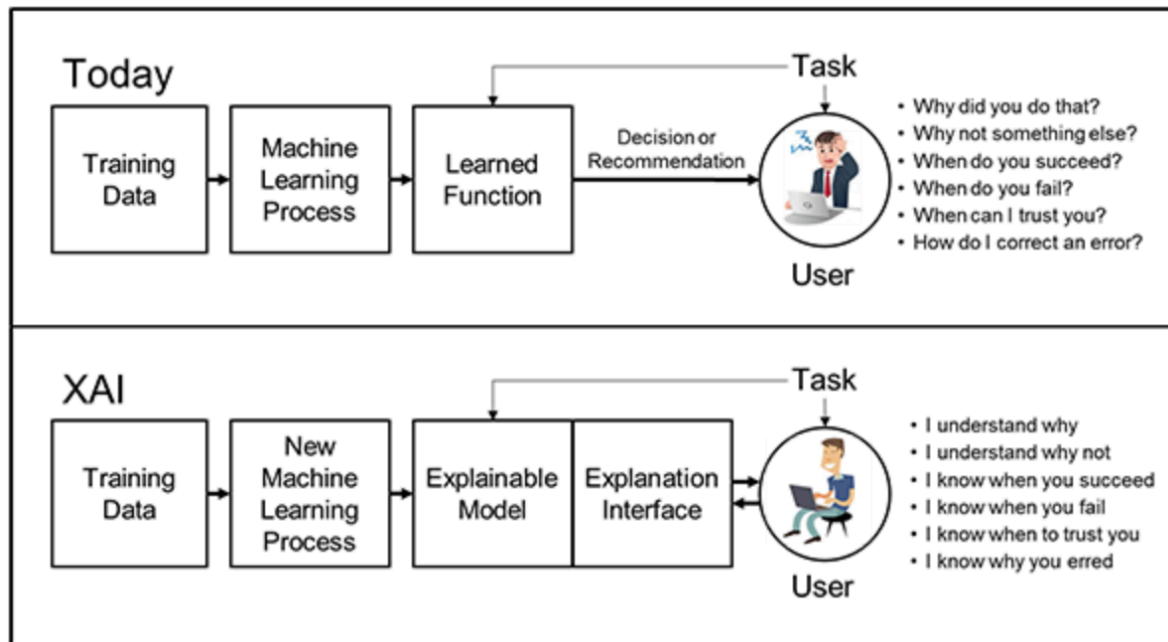 Today
Task
Training
Data
Machine
Learning
Process
Learned
Function
Decision or
Recommendation
User
• Why did you do that?
• Why not something else?
• When do you succeed?
• When do you fail?
• When can I trust you?
• How do I correct an error?
XAI
Task
Training
Data
New
Machine
Learning
Process
Explainable
Model
Explanation
Interface
User
• I understand why
• I understand why not
• I know when you succeed
• I know when you fail
• I know when to trust you
• I know why you erred